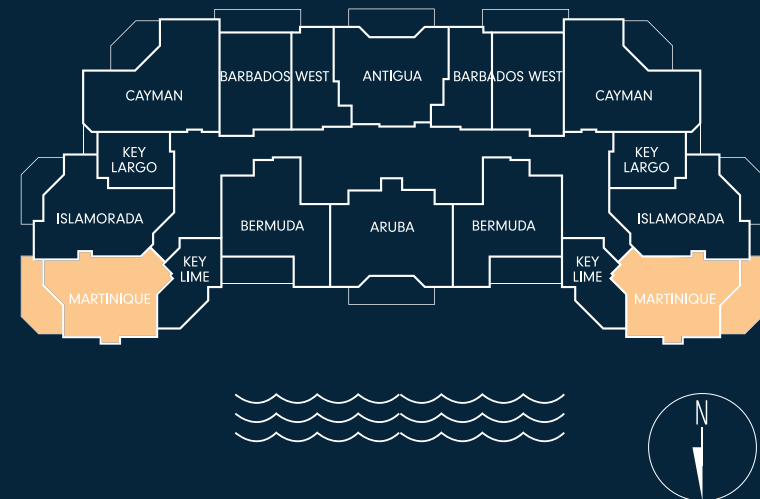 CAYMAN
BARBADOS WEST
ANTIGUA
BARBADOS WEST
CAYMAN
KEY
LARGO
KEY
LARGO
ISLAMORADA
BERMUDA
ARUBA
BERMUDA
ISLAMORADA
KEY
LIME
KEY
LIME
MARTINIQUE
MARTINIQUE
N